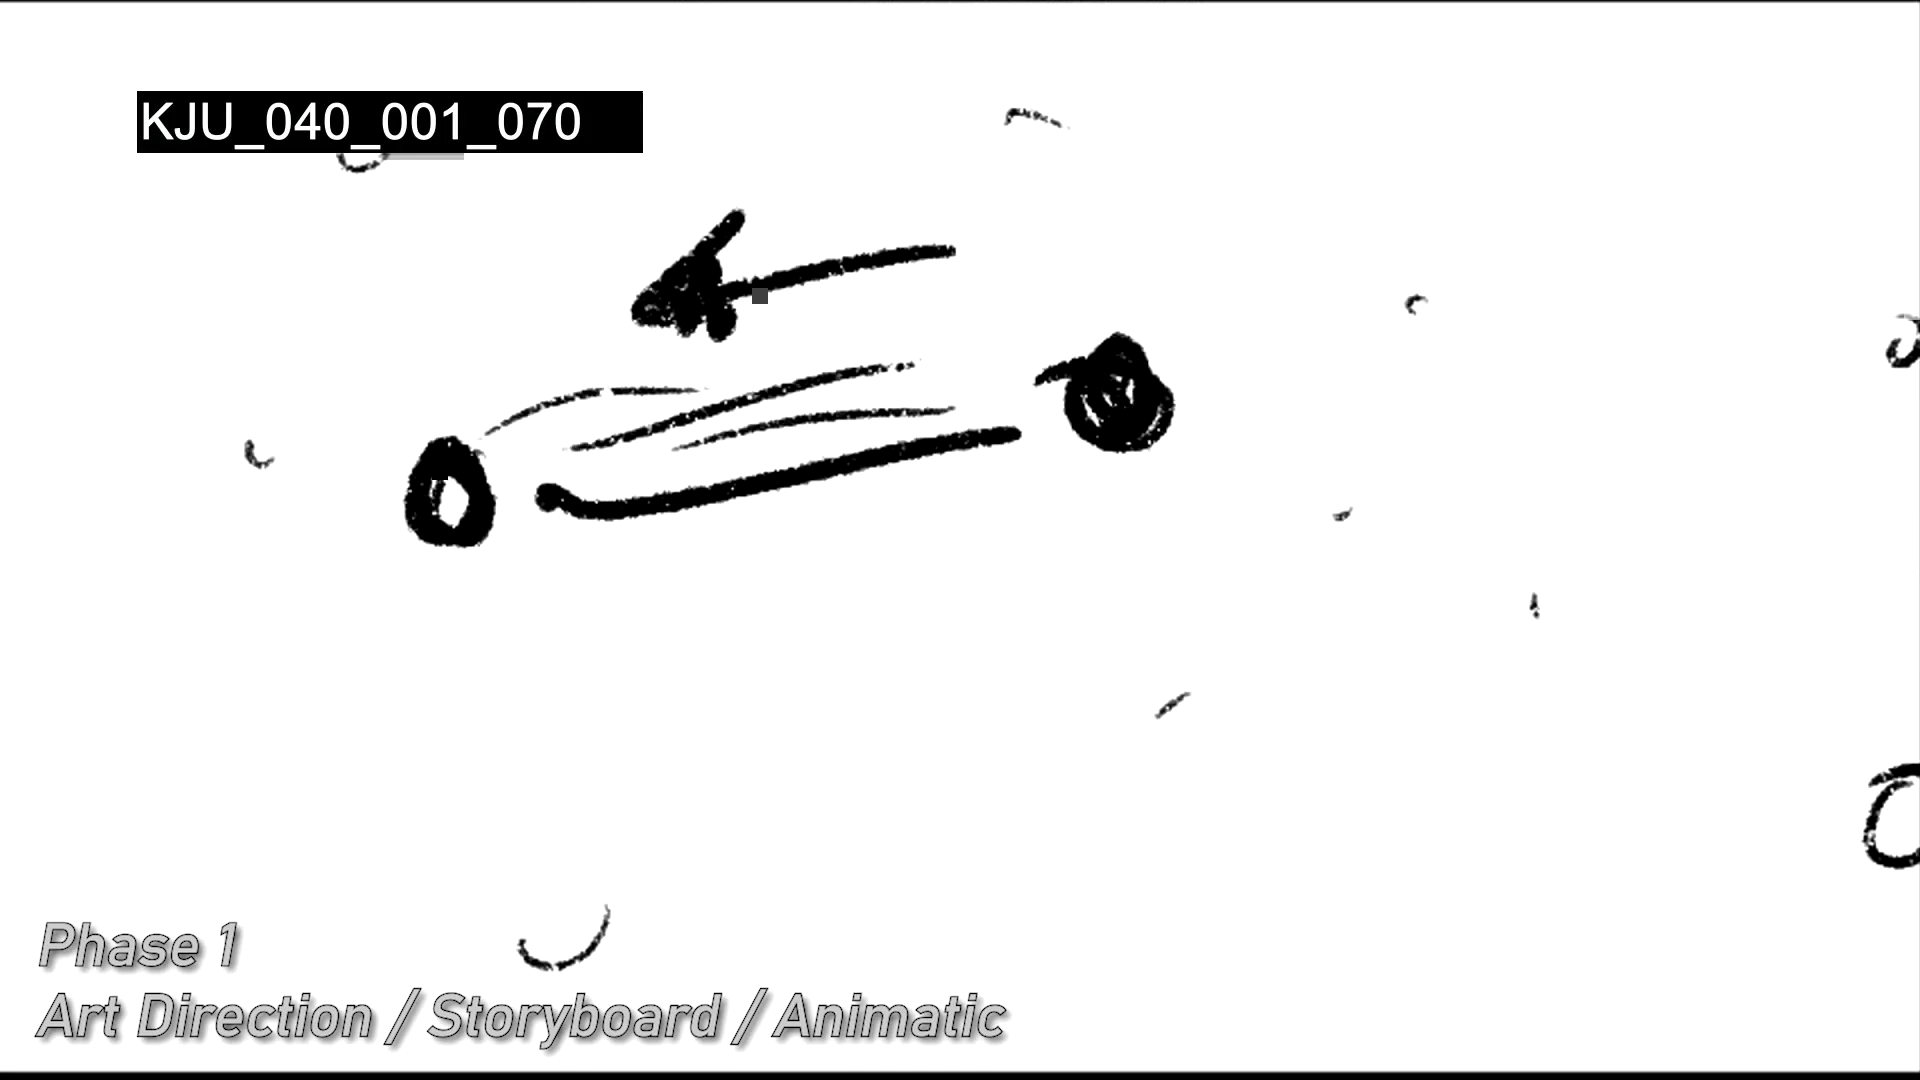 KJU_040_001_070
Phase 1
Art Direction / Storyboard / Animatic